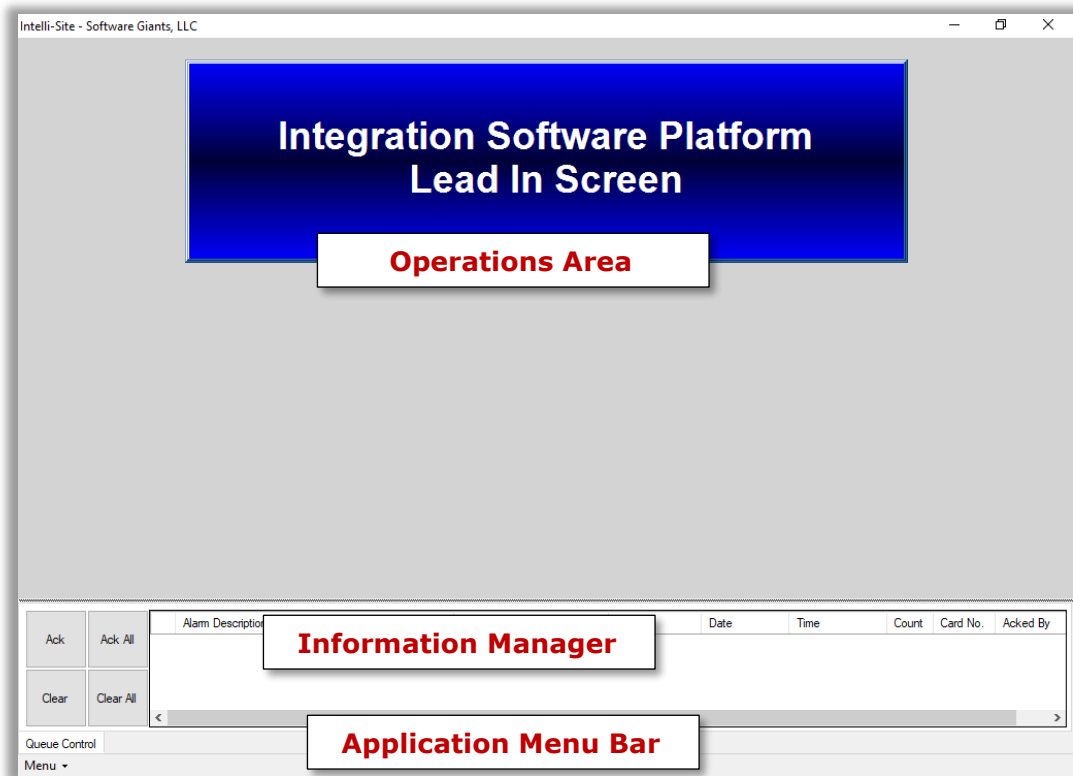 Intelli-Site - Software Giants, LLC
Integration Software Platform
Lead In Screen
Operations Area
Alarm Description Date Time Count Card No. Acked By
Ack Ack All
Information Manager
Clear Clear All
Application Menu Bar
Queue Control
Menu